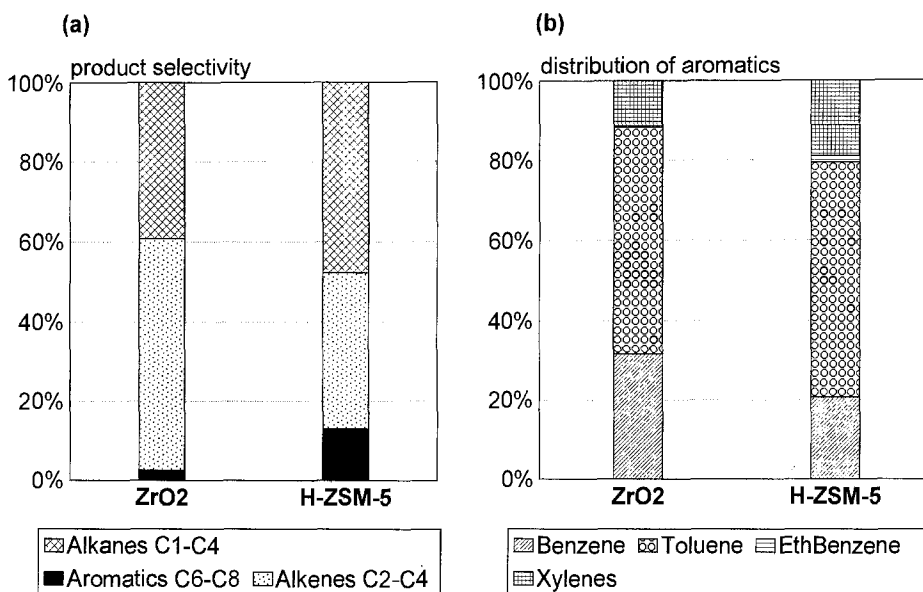 (a)
product selectivity
100%
80%
60%
40%
20%
0%
ZrO2 H-ZSM-5
Alkanes C1-C4
Aromatics C6-C8 Alkenes C2-C4
(b)
distribution of aromatics
100%
80%
60%
40%
20%
0%
ZrO2 H-ZSM-5
Benzene Toluene EthBenzene
Xylenes